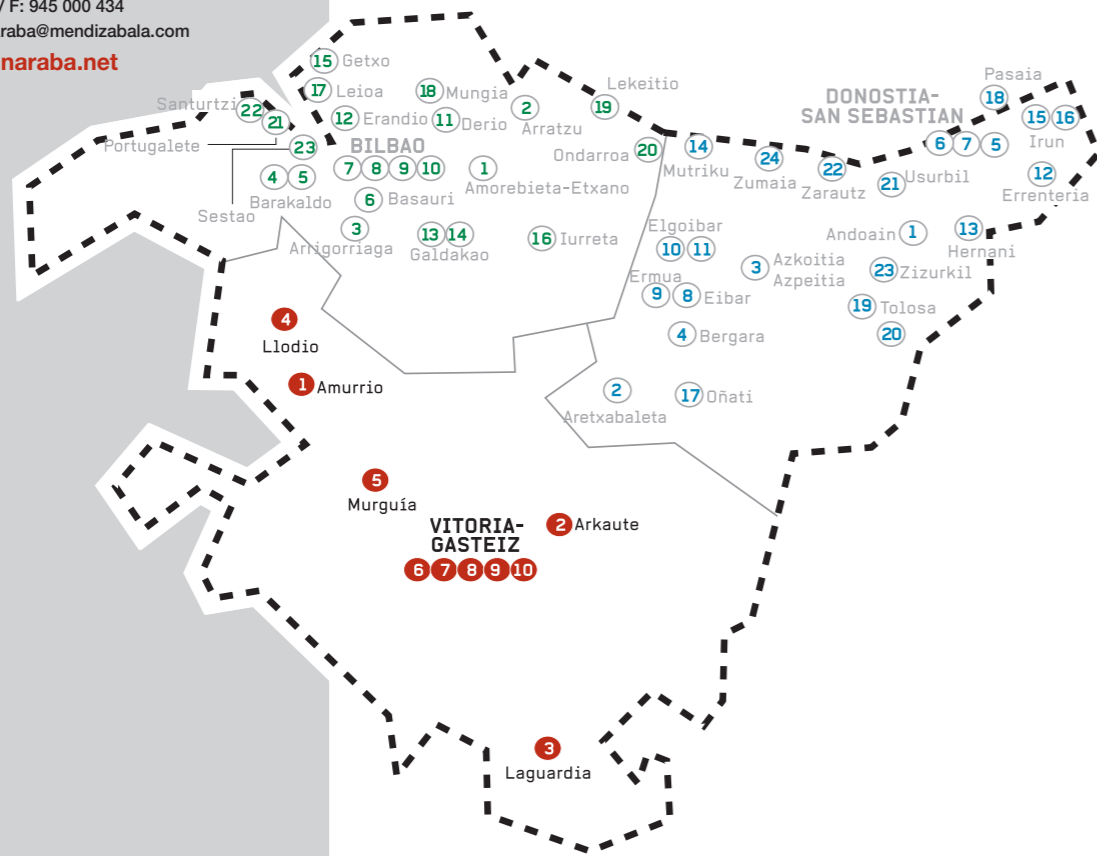 / F: 945 000 434
raba@mendizabala.com
naraba.net
15 Getxo
17 Leioa
18 Mungia
22 Santurtzi
21 Portugalete
12 Erandio
11 Derio
2 Arratzu
19 Lekeitio
23 Sestao
BILBAO
7 8 9 10
1 Amorebieta-Etxano
20 Ondarroa
4 5 Barakaldo
6 Basauri
3 Arrigorriaga
13 14 Galdakao
16 Iurreta
DONOSTIA-
SAN SEBASTIAN
6 7 5
18 Pasaia
15 16 Irun
14 Mutriku
24 Zumaia
22 Zarautz
21 Usurbil
12 Errenteria
1 Andoain
13 Hernani
Elgoibar
10 11
3 Azkoitia
Azpeitia
23 Zizurkil
Ermua
9 8 Eibar
19 Tolosa
20
4 Bergara
2 Aretxabaleta
17 Oñati
4 Llodio
1 Amurrio
5 Murguía
VITORIA-
GASTEIZ
6 7 8 9 10
2 Arkaute
3 Laguardia